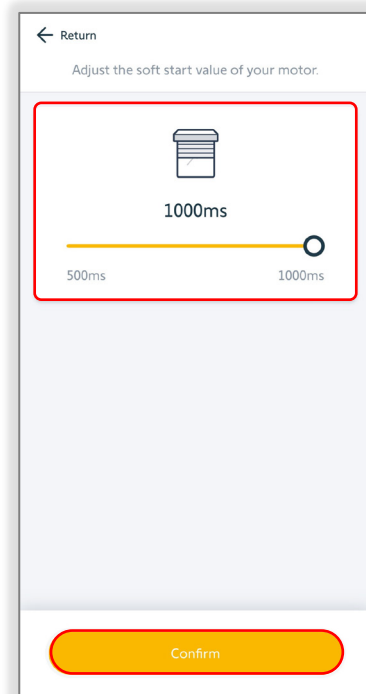 Return
Adjust the soft start value of your motor.
1000ms
500ms 1000ms
Confirm